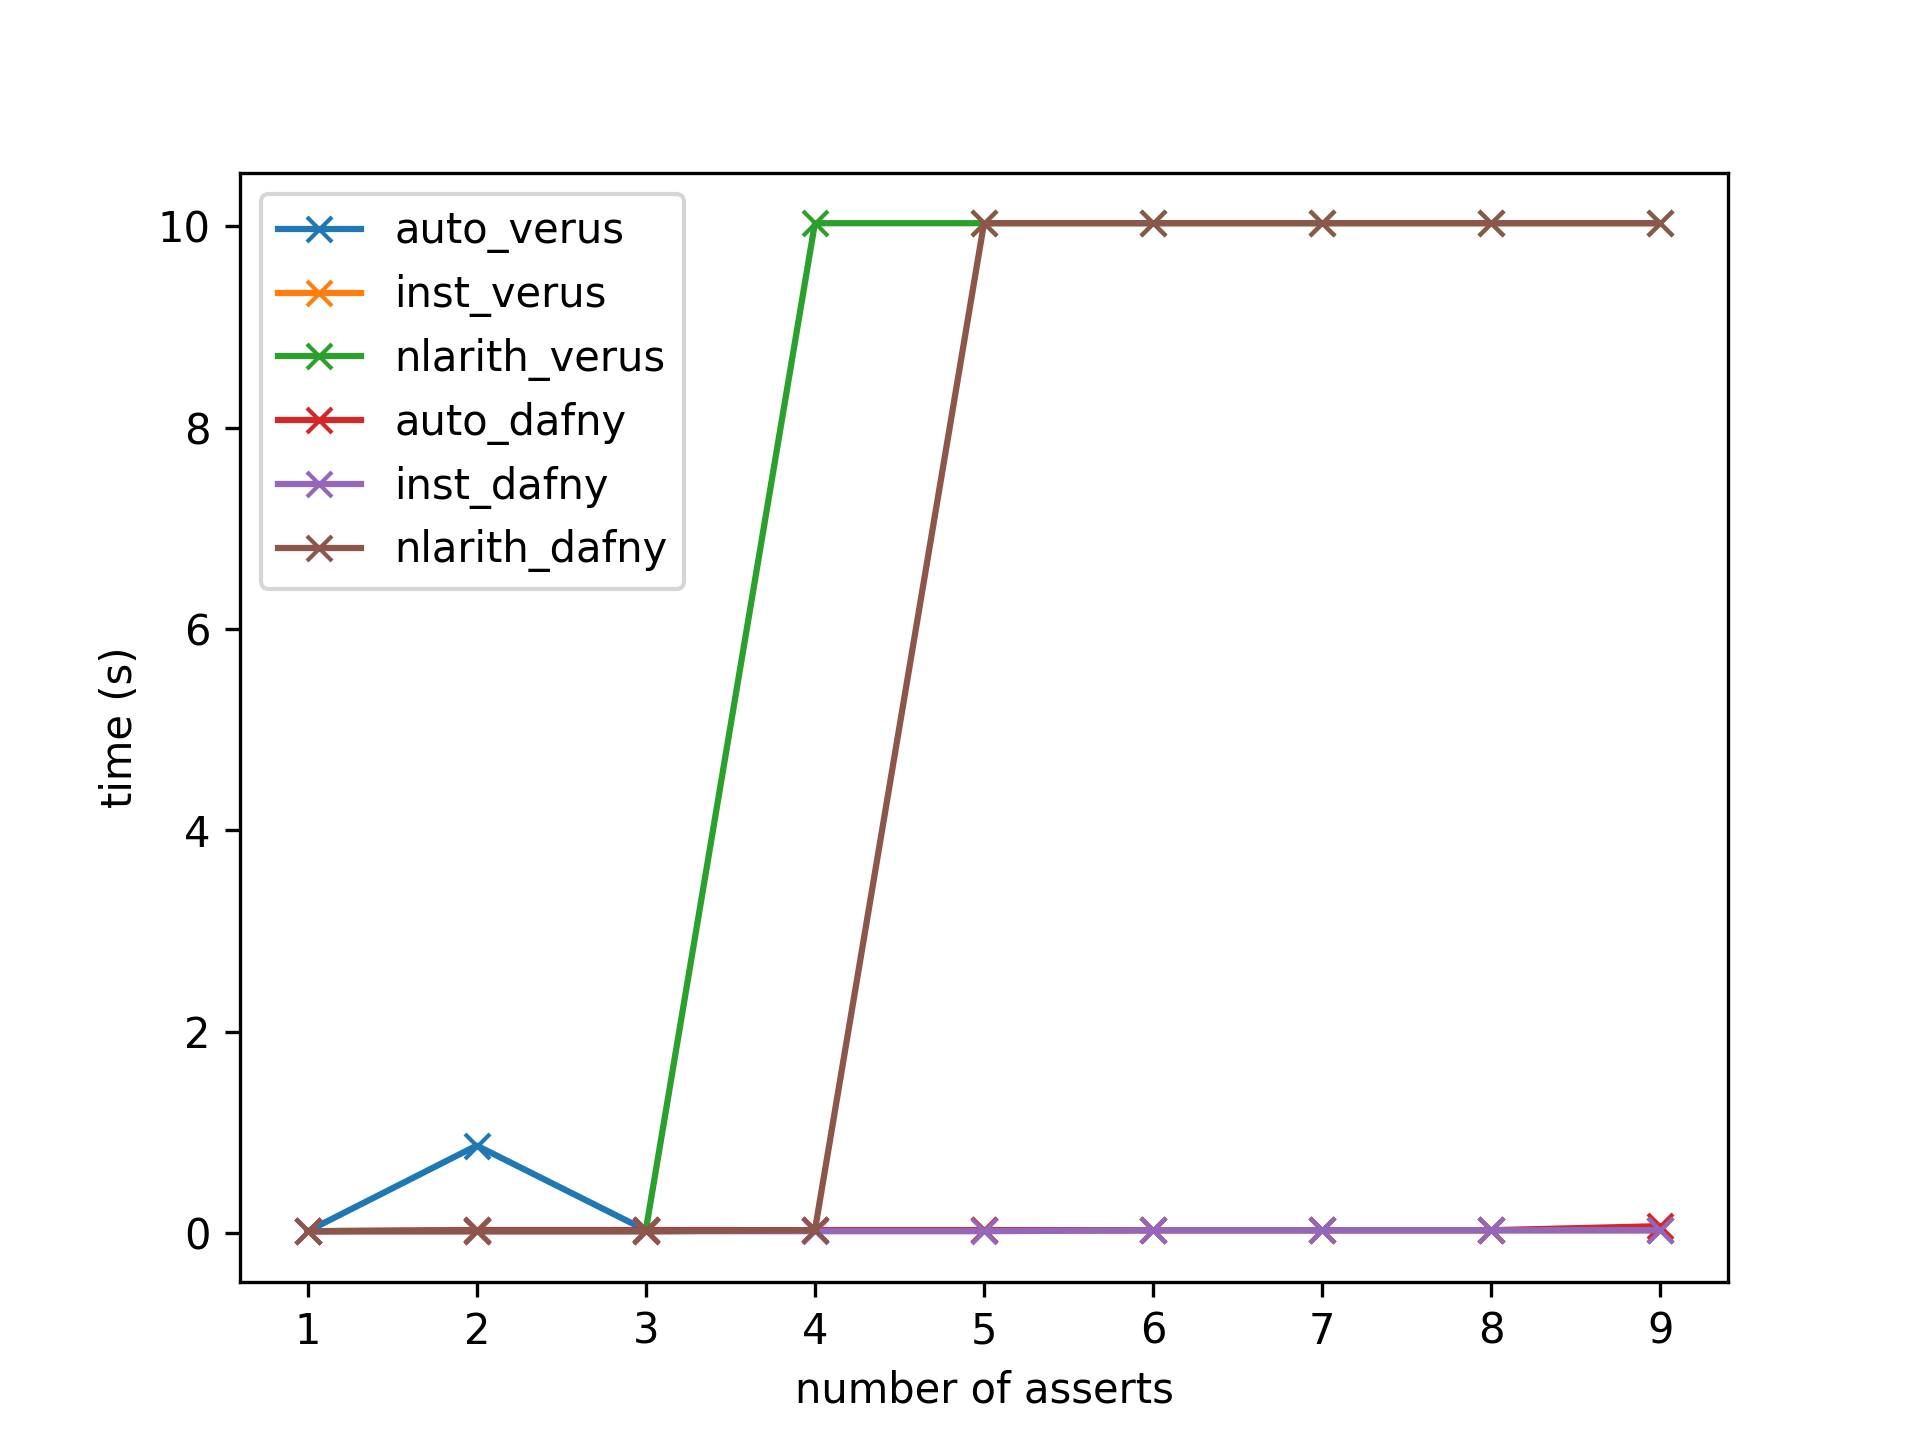 auto_verus
inst_verus
nlarith_verus
auto_dafny
inst_dafny
nlarith_dafny
10
8
6
4
2
0
time (s)
1 2 3 4 5 6 7 8 9
number of asserts